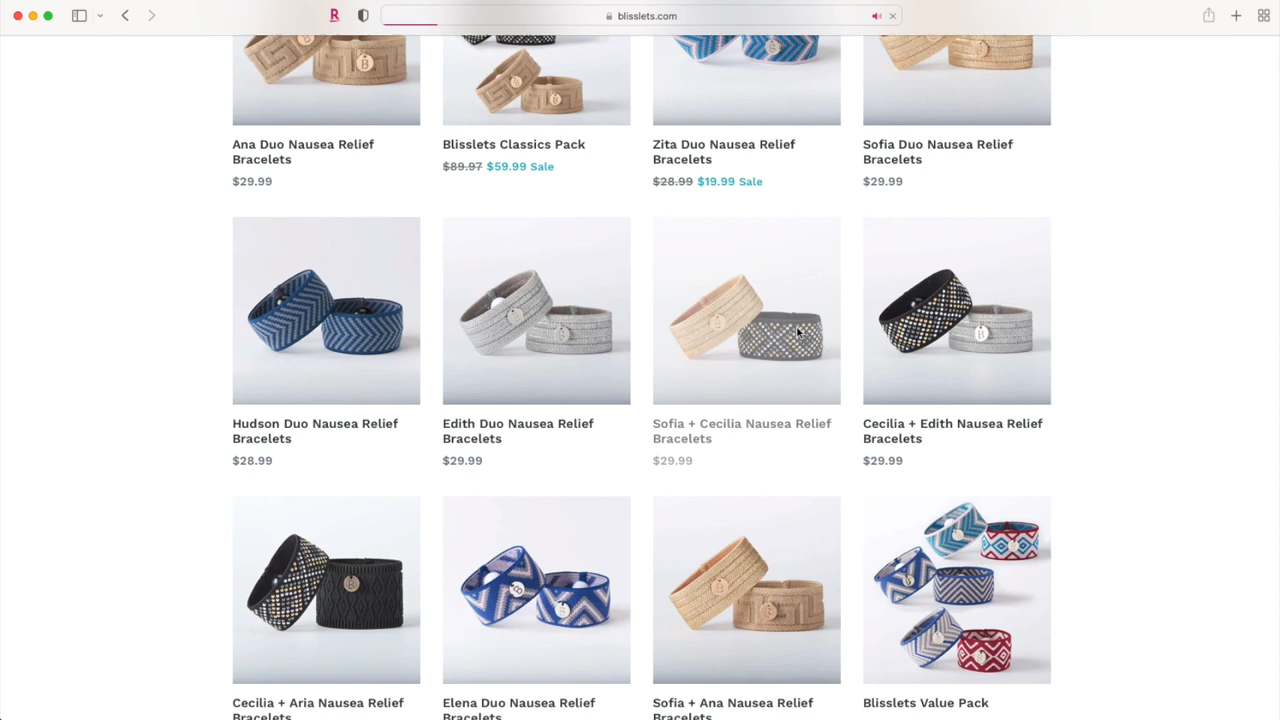 blisslets.com
Ana Duo Nausea Relief
Bracelets
$29.99
Blisslets Classics Pack
$89.97 $59.99 Sale
Zita Duo Nausea Relief
Bracelets
$28.99 $19.99 Sale
Sofia Duo Nausea Relief
Bracelets
$29.99
Hudson Duo Nausea Relief
Bracelets
$28.99
Edith Duo Nausea Relief
Bracelets
$29.99
Sofia + Cecilia Nausea Relief
Bracelets
$29.99
Cecilia + Edith Nausea Relief
Bracelets
$29.99
Cecilia + Aria Nausea Relief
Bracelets
Elena Duo Nausea Relief
Bracelets
Sofia + Ana Nausea Relief
Bracelets
Blisslets Value Pack